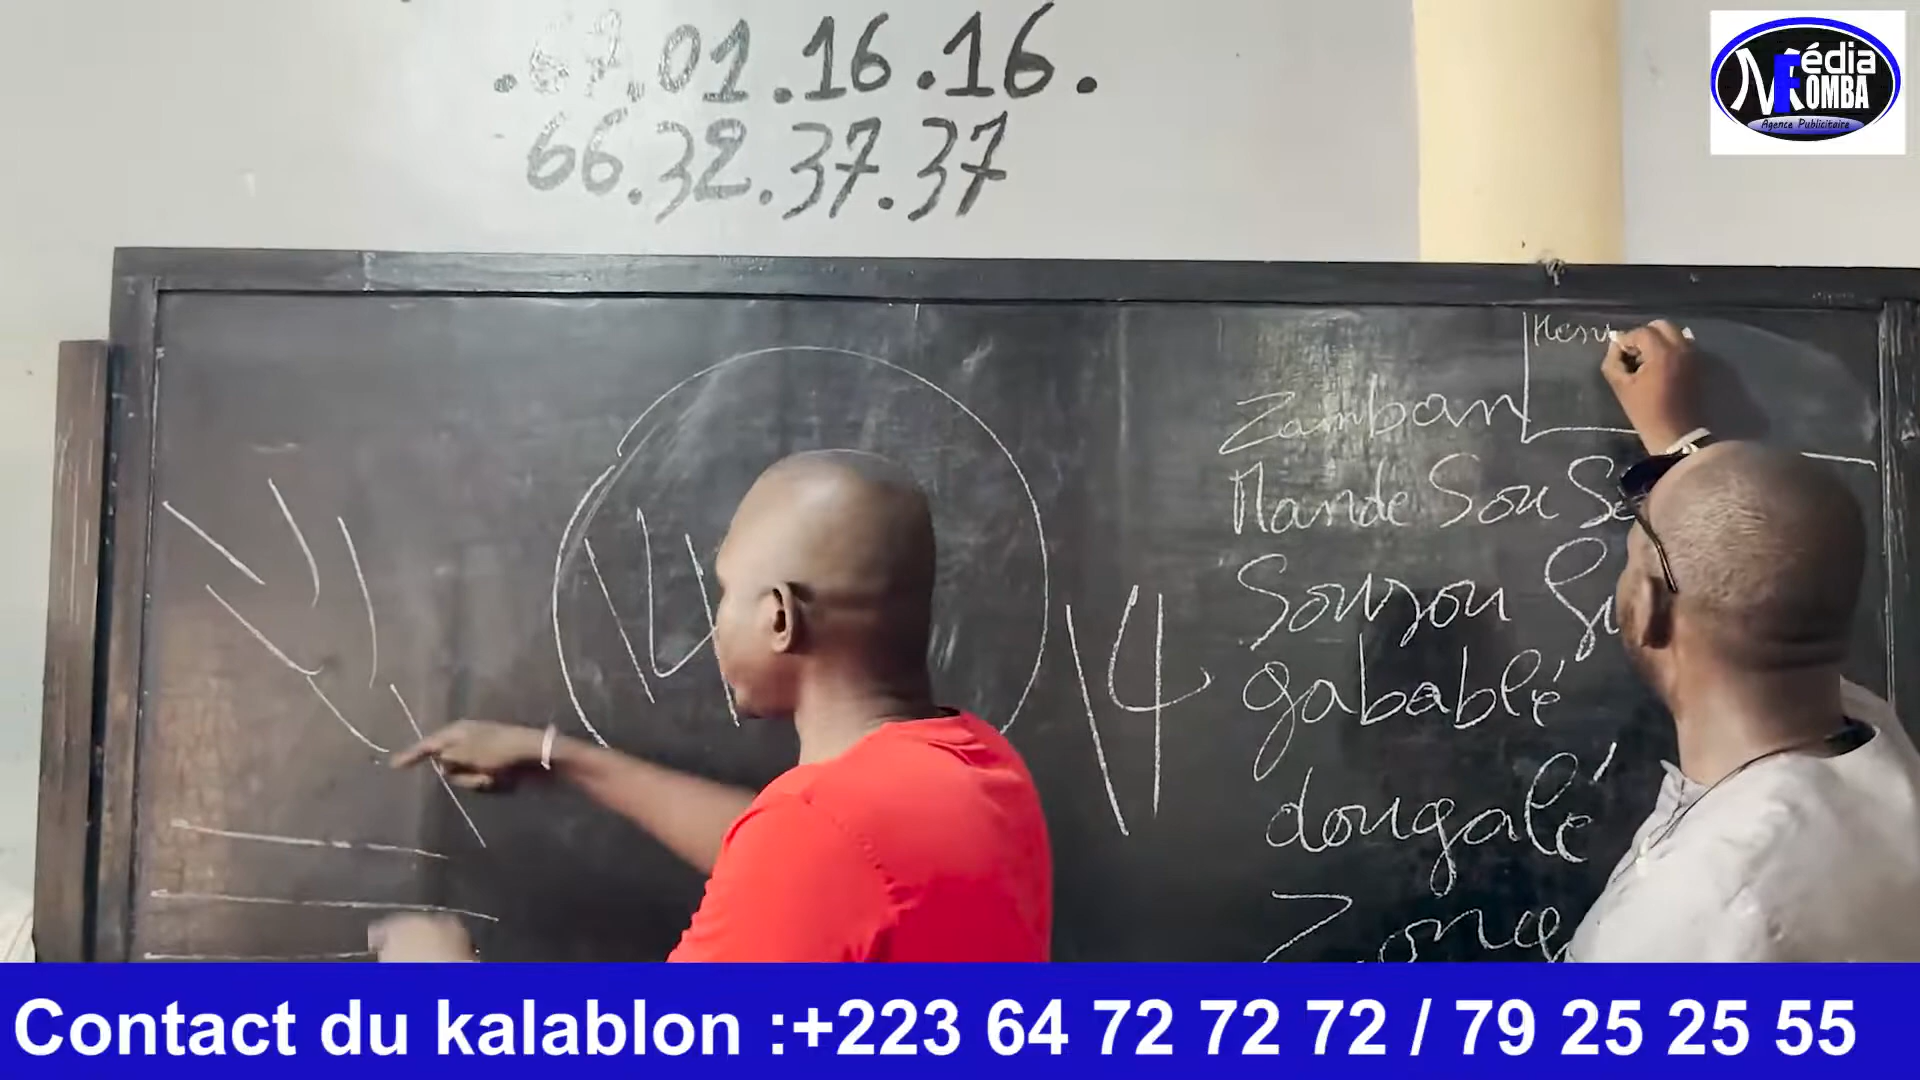 .67.01.16.16.
66.32.37.37
Média
KOMBA
Agence Publicitaire
Zamban
Mande Sou
Souzou
gabablé
dougalé
14
Contact du kalablon :+223 64 72 72 72 / 79 25 25 55